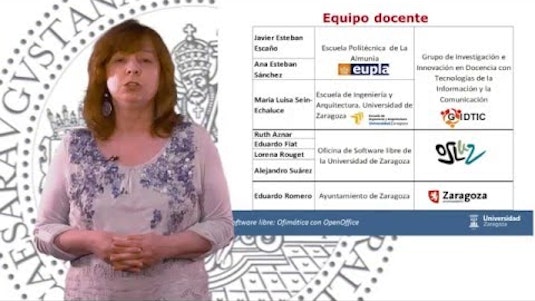 Equipo docente
Javier Esteban
Escaño
Ana Esteban
Sánchez
Escuela Politécnica de La
Almunia
eupla
Grupo de Investigación e
Innovación en Docencia con
Tecnologías de la
Información y la
Comunicación
GIDTIC
María Luisa Sein-
Echaluce
Escuela de Ingeniería y
Arquitectura. Universidad de
Zaragoza
Ruth Aznar
Eduardo Fiat
Lorena Rouget
Alejandro Suárez
Oficina de Software libre de
la Universidad de Zaragoza
osluz
Eduardo Romero
Ayuntamiento de Zaragoza
Zaragoza
Software libre: Ofimática con OpenOffice
Universidad
Zaragoza
CAESARAVGVSTANA